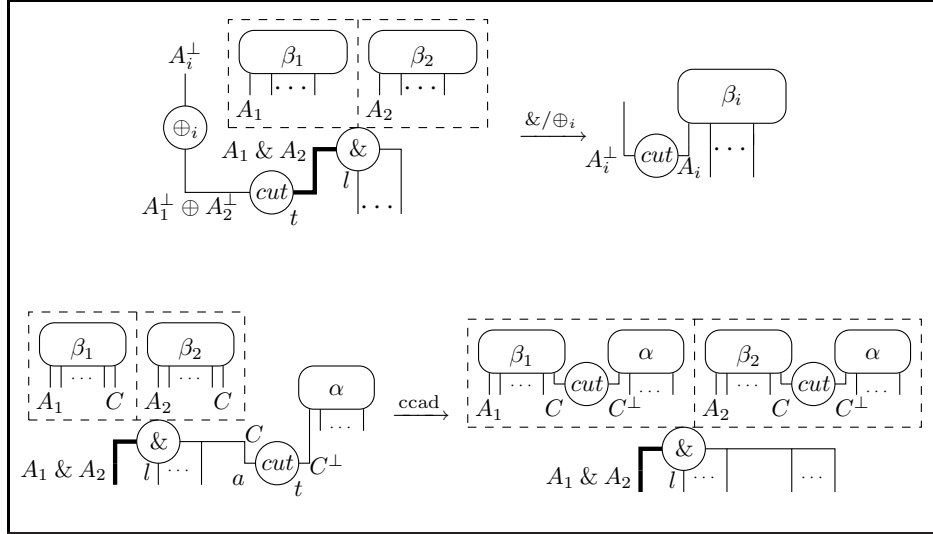 A_i^⊥ β_1 β_2
⊕_i A_1 ... A_2 ...
A_1 & A_2 & &/⊕_i β_i
A_1^⊥ ⊕ A_2^⊥ cut t l ... A_i^⊥ cut A_i ...
β_1 β_2 β_1 α β_2 α
A_1 ... C A_2 ... C α ccad A_1 ... C cut C^⊥ ... A_2 ... C cut C^⊥ ...
A_1 & A_2 & l ... C a cut t C^⊥ ... A_1 & A_2 & l ... ...